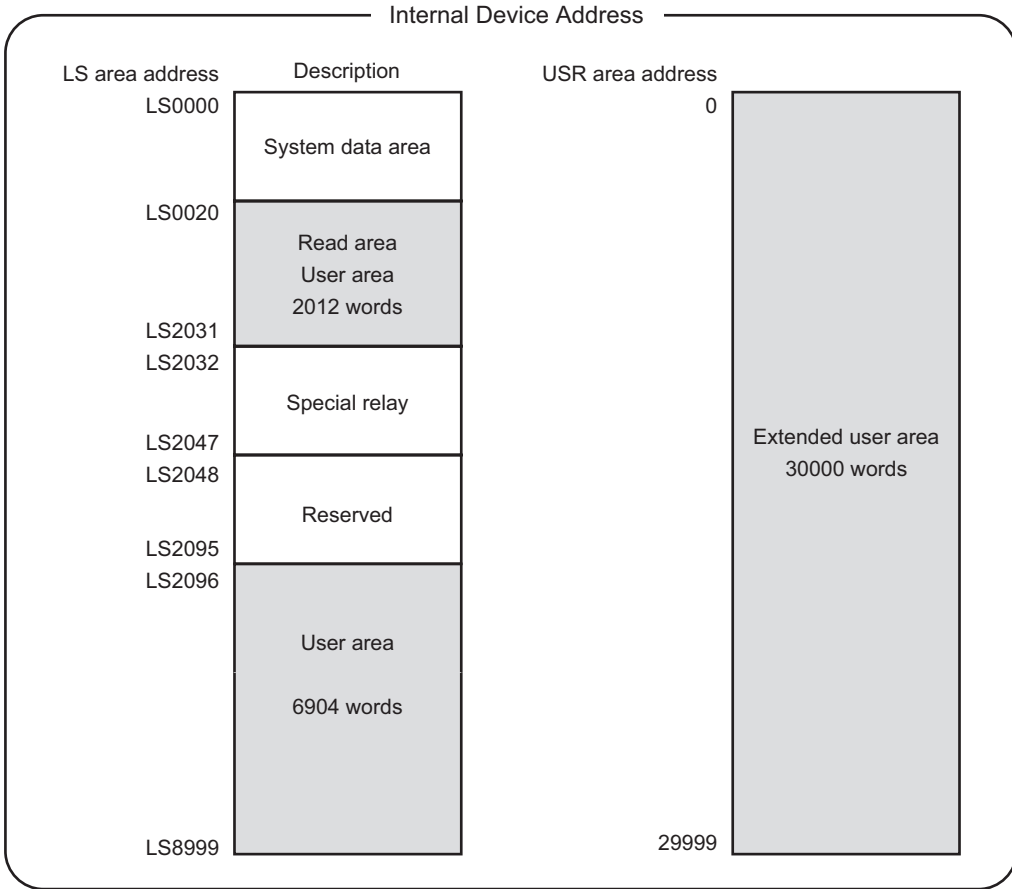 Internal Device Address
LS area address
Description
USR area address
LS0000
System data area
LS0020
Read area
User area
2012 words
LS2031
LS2032
Special relay
LS2047
LS2048
Reserved
LS2095
LS2096
User area
6904 words
LS8999
0
Extended user area
30000 words
29999